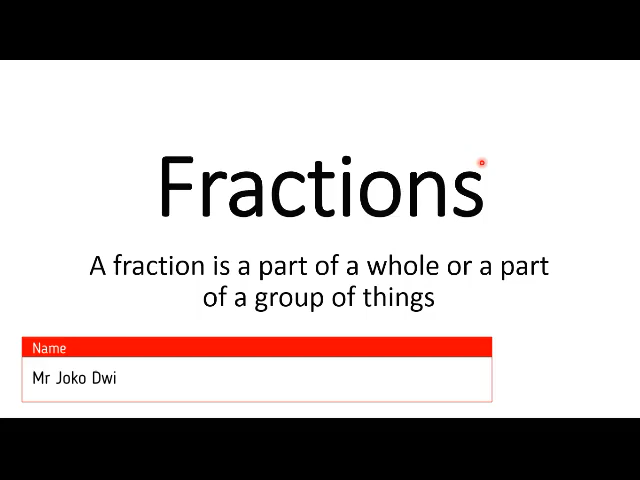 Fractions
A fraction is a part of a whole or a part
of a group of things
Name
Mr Joko Dwi